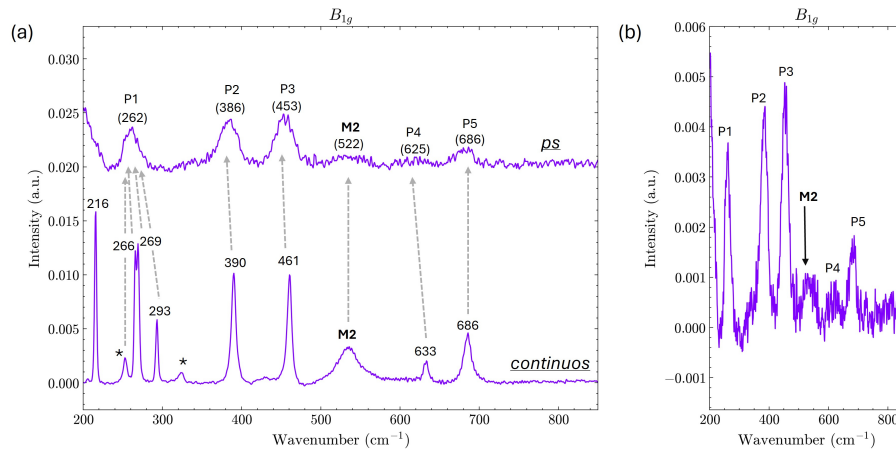 (a)
B1g
0.030
0.025
0.020
0.015
0.010
0.005
0.000
Intensity (a.u.)
P1
(262)
P2
(386)
P3
(453)
M2
(522)
P4
(625)
P5
(686)
ps
216
266
269
293
*
*
390
461
M2
633
686
continuos
200
300
400
500
600
700
800
Wavenumber (cm⁻¹)
(b)
B1g
0.006
0.005
0.004
0.003
0.002
0.001
0.000
−0.001
Intensity (a.u.)
P1
P2
P3
M2
P4
P5
200
400
600
800
Wavenumber (cm⁻¹)